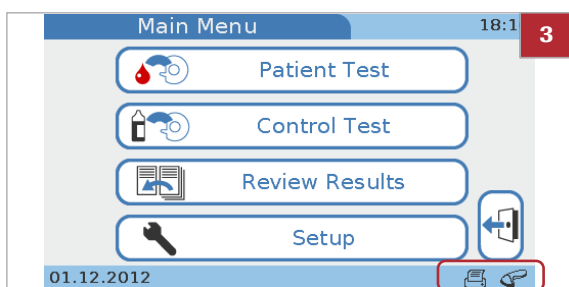 Main Menu 18:1
3
Patient Test
Control Test
Review Results
Setup
01.12.2012